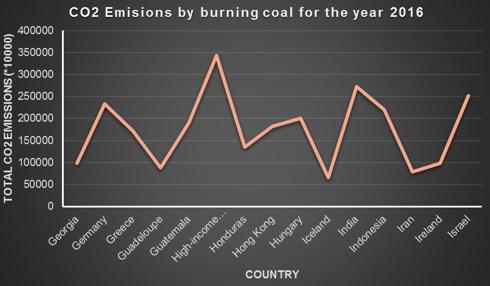 CO2 Emisions by burning coal for the year 2016
TOTAL CO2 EMISSIONS (*10000)
400000
350000
300000
250000
200000
150000
100000
50000
0
Georgia
Germany
Greece
Guadeloupe
Guatemala
High-income...
Honduras
Hong Kong
Hungary
Iceland
India
Indonesia
Iran
Ireland
Israel
COUNTRY